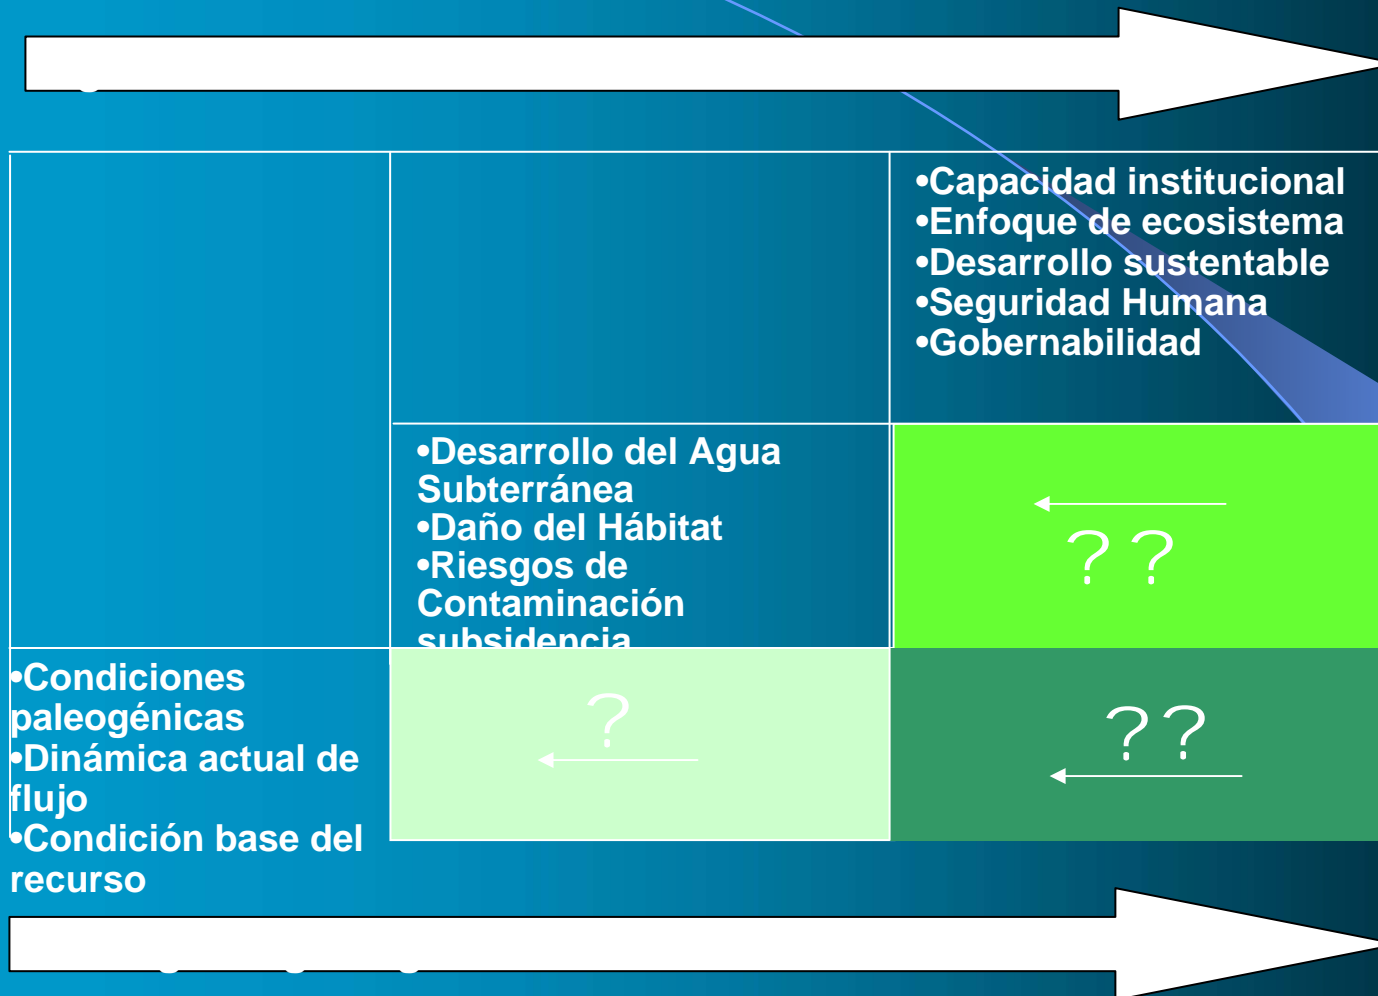 •Capacidad institucional
•Enfoque de ecosistema
•Desarrollo sustentable
•Seguridad Humana
•Gobernabilidad
•Desarrollo del Agua
Subterránea
•Daño del Hábitat
•Riesgos de
Contaminación
subsidencia
??
•Condiciones
paleogénicas
•Dinámica actual de
flujo
•Condición base del
recurso
?
??